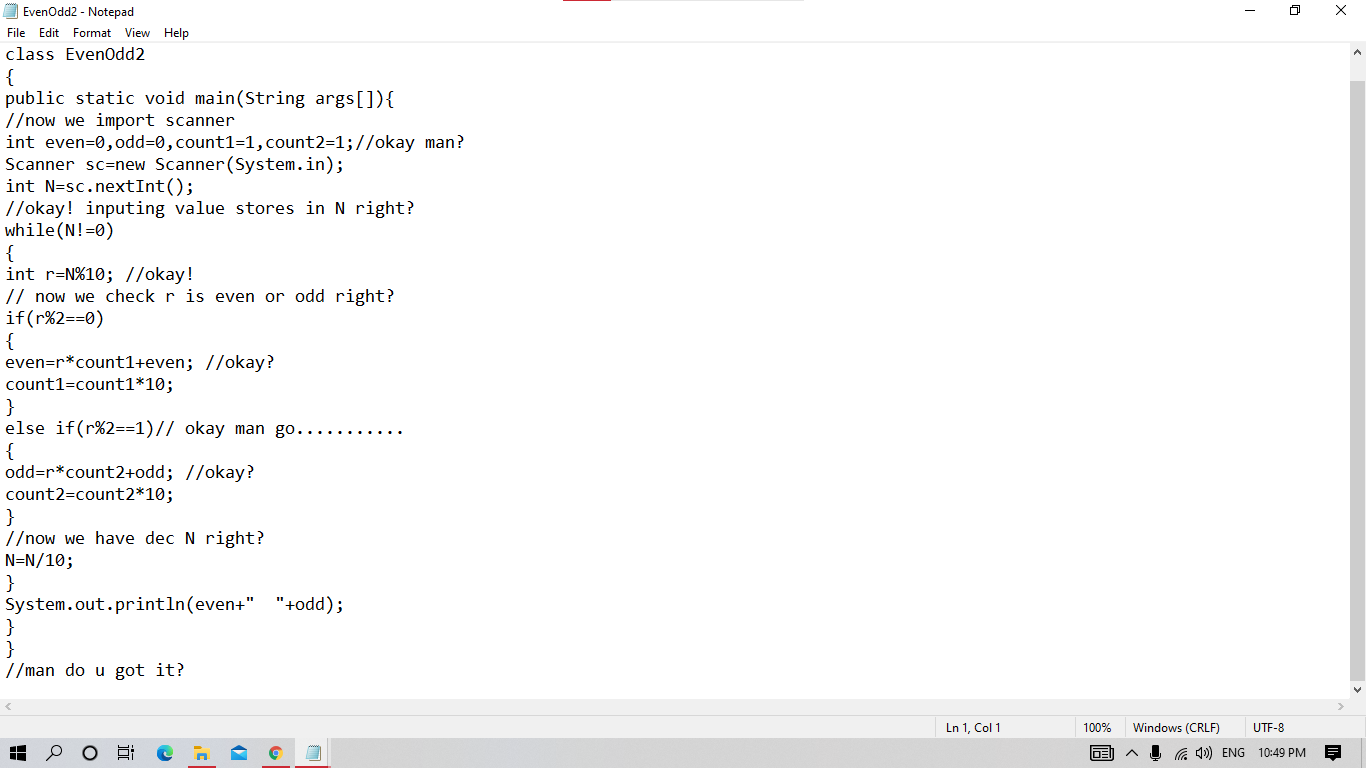 EvenOdd2 - Notepad
File Edit Format View Help
class EvenOdd2
{
public static void main(String args[]){
//now we import scanner
int even=0,odd=0,count1=1,count2=1;//okay man?
Scanner sc=new Scanner(System.in);
int N=sc.nextInt();
//okay! inputing value stores in N right?
while(N!=0)
{
int r=N%10; //okay!
// now we check r is even or odd right?
if(r%2==0)
{
even=r*count1+even; //okay?
count1=count1*10;
}
else if(r%2==1)// okay man go...........
{
odd=r*count2+odd; //okay?
count2=count2*10;
}
//now we have dec N right?
N=N/10;
}
System.out.println(even+"  "+odd);
}
}
//man do u got it?
Ln 1, Col 1 100% Windows (CRLF) UTF-8
ENG 10:49 PM